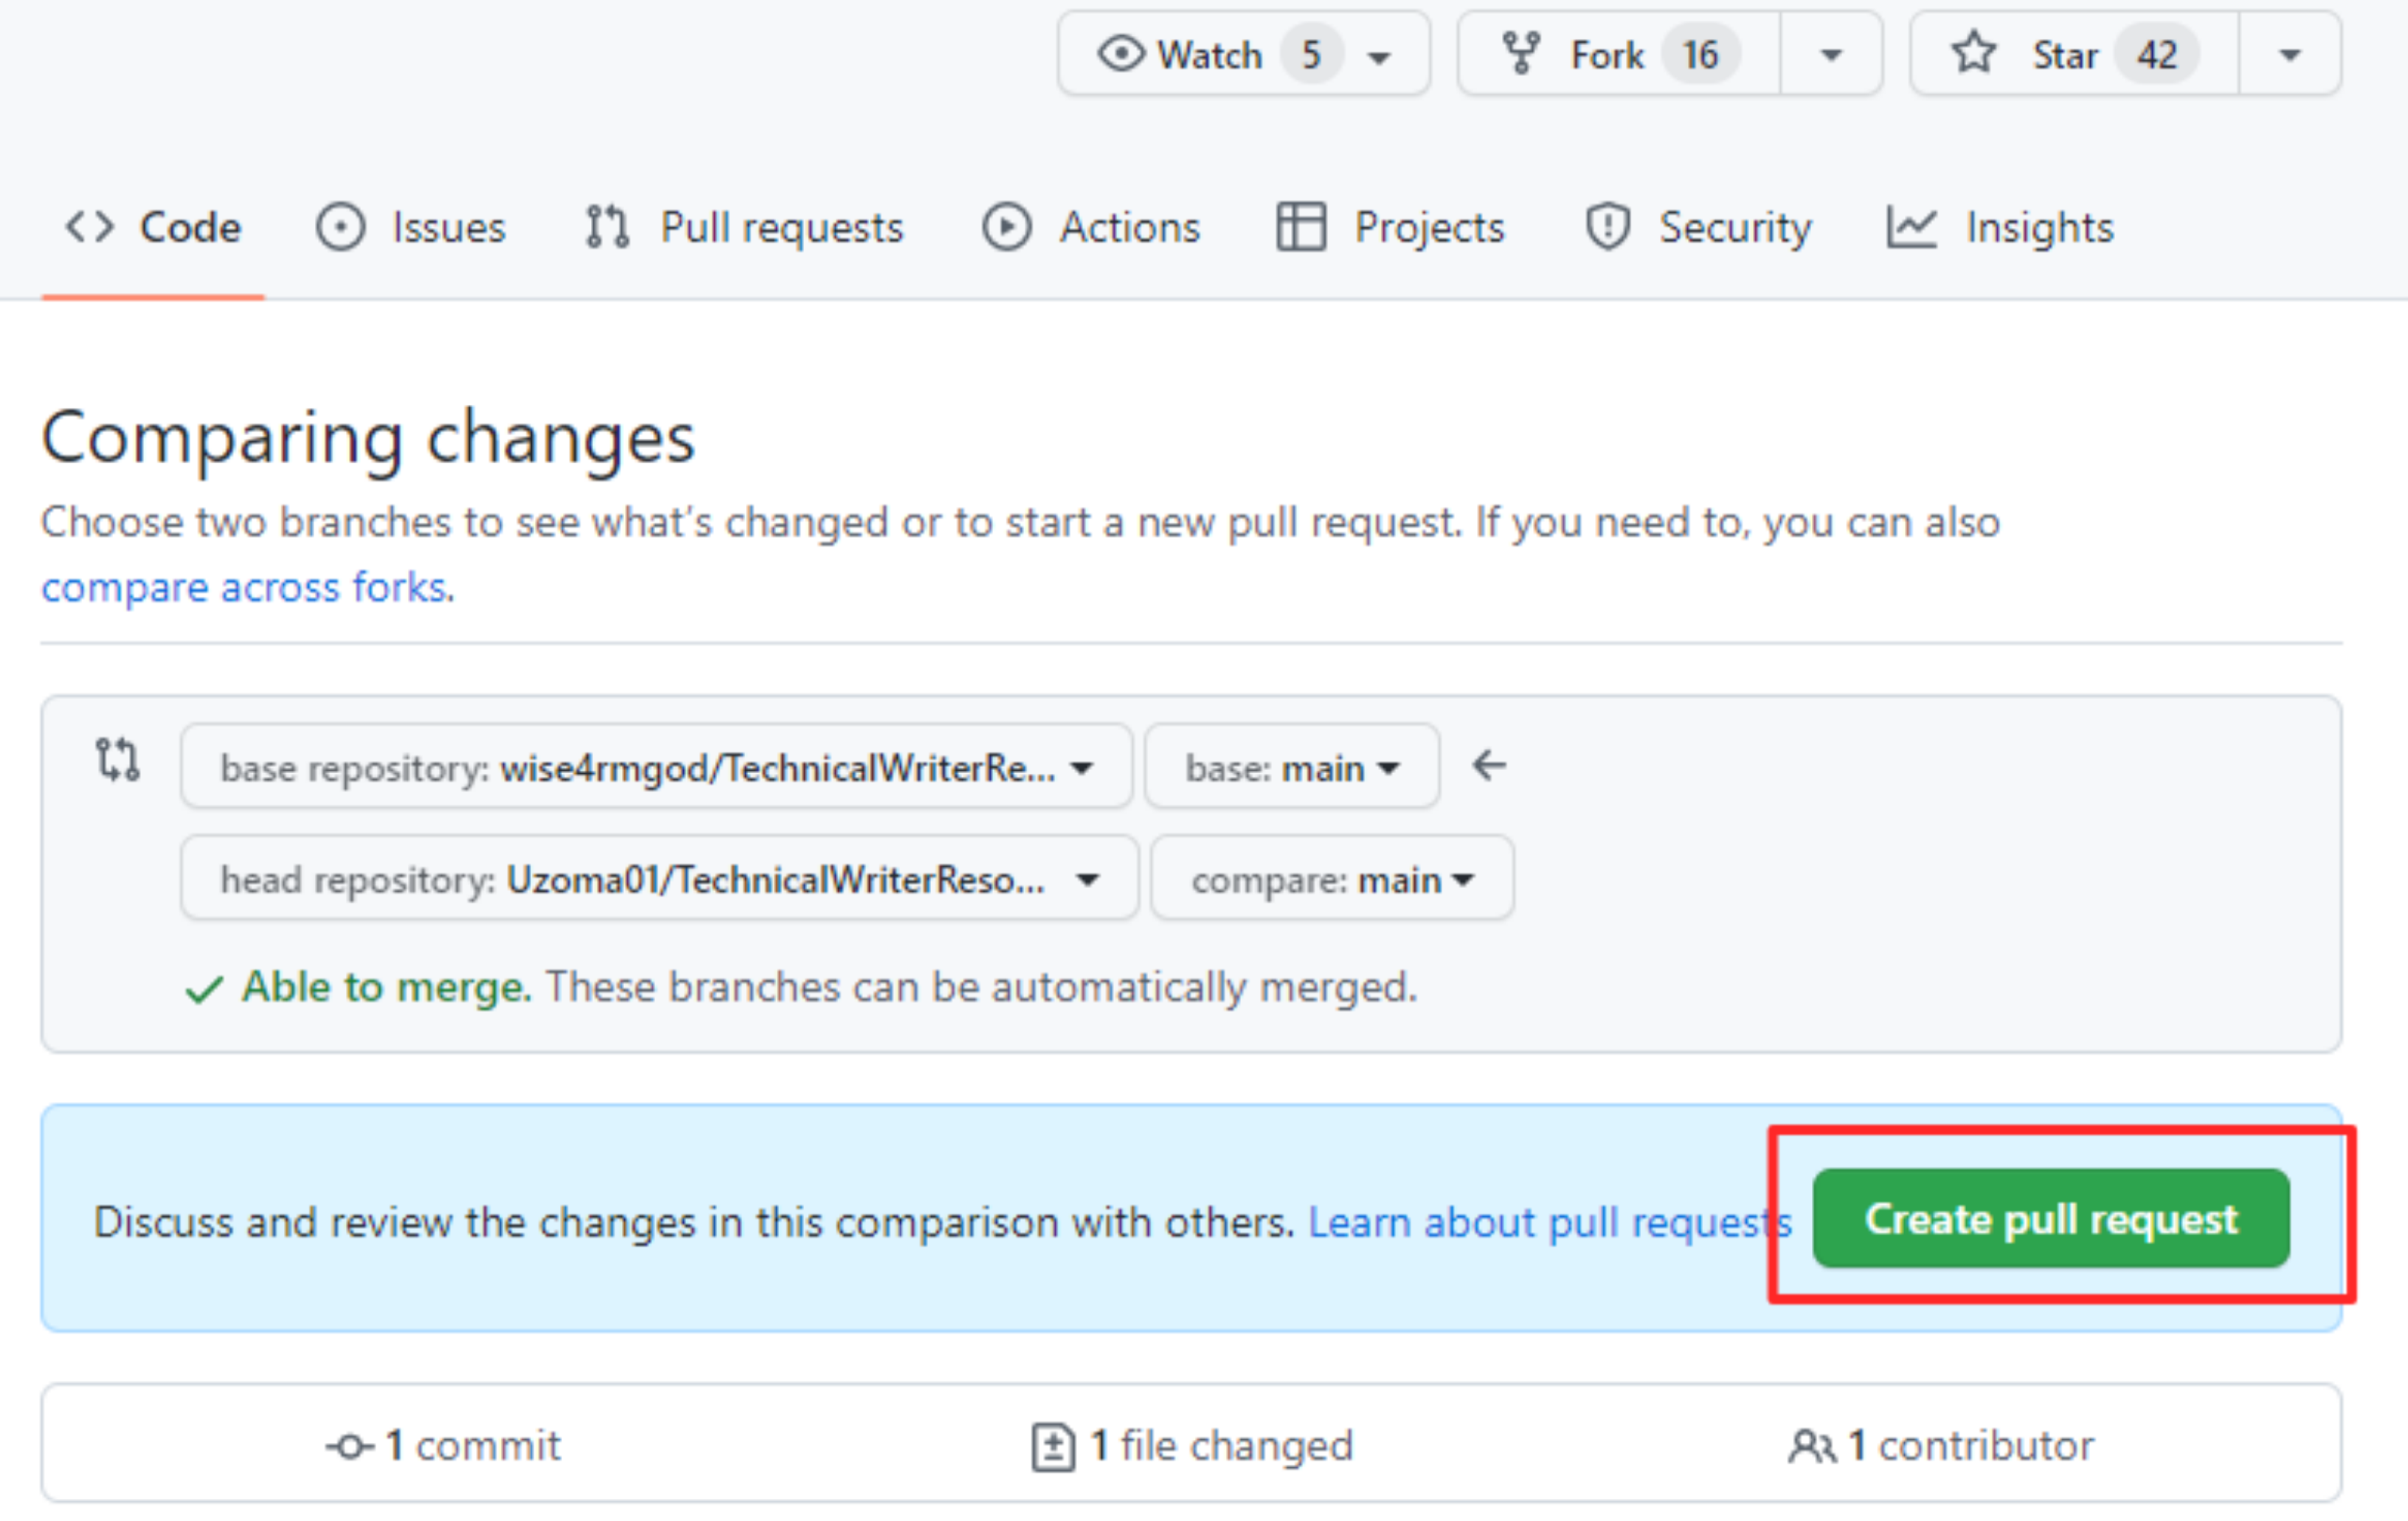 Watch 5 Fork 16 Star 42
Code Issues Pull requests Actions Projects Security Insights
Comparing changes
Choose two branches to see what's changed or to start a new pull request. If you need to, you can also
compare across forks.
base repository: wise4rmgod/TechnicalWriterRe... base: main
head repository: Uzoma01/TechnicalWriterReso... compare: main
Able to merge. These branches can be automatically merged.
Discuss and review the changes in this comparison with others. Learn about pull requests Create pull request
1 commit 1 file changed 1 contributor